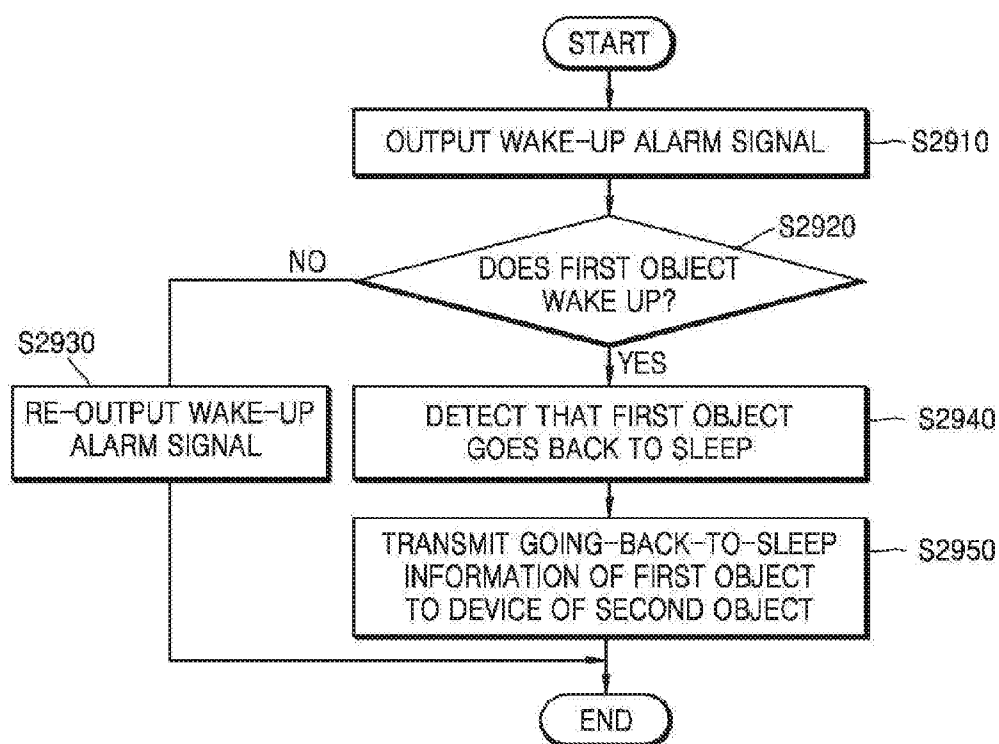 START
OUTPUT WAKE-UP ALARM SIGNAL
S2910
S2920
DOES FIRST OBJECT
WAKE UP?
NO
YES
S2930
RE-OUTPUT WAKE-UP
ALARM SIGNAL
DETECT THAT FIRST OBJECT
GOES BACK TO SLEEP
S2940
TRANSMIT GOING-BACK-TO-SLEEP
INFORMATION OF FIRST OBJECT
TO DEVICE OF SECOND OBJECT
S2950
END